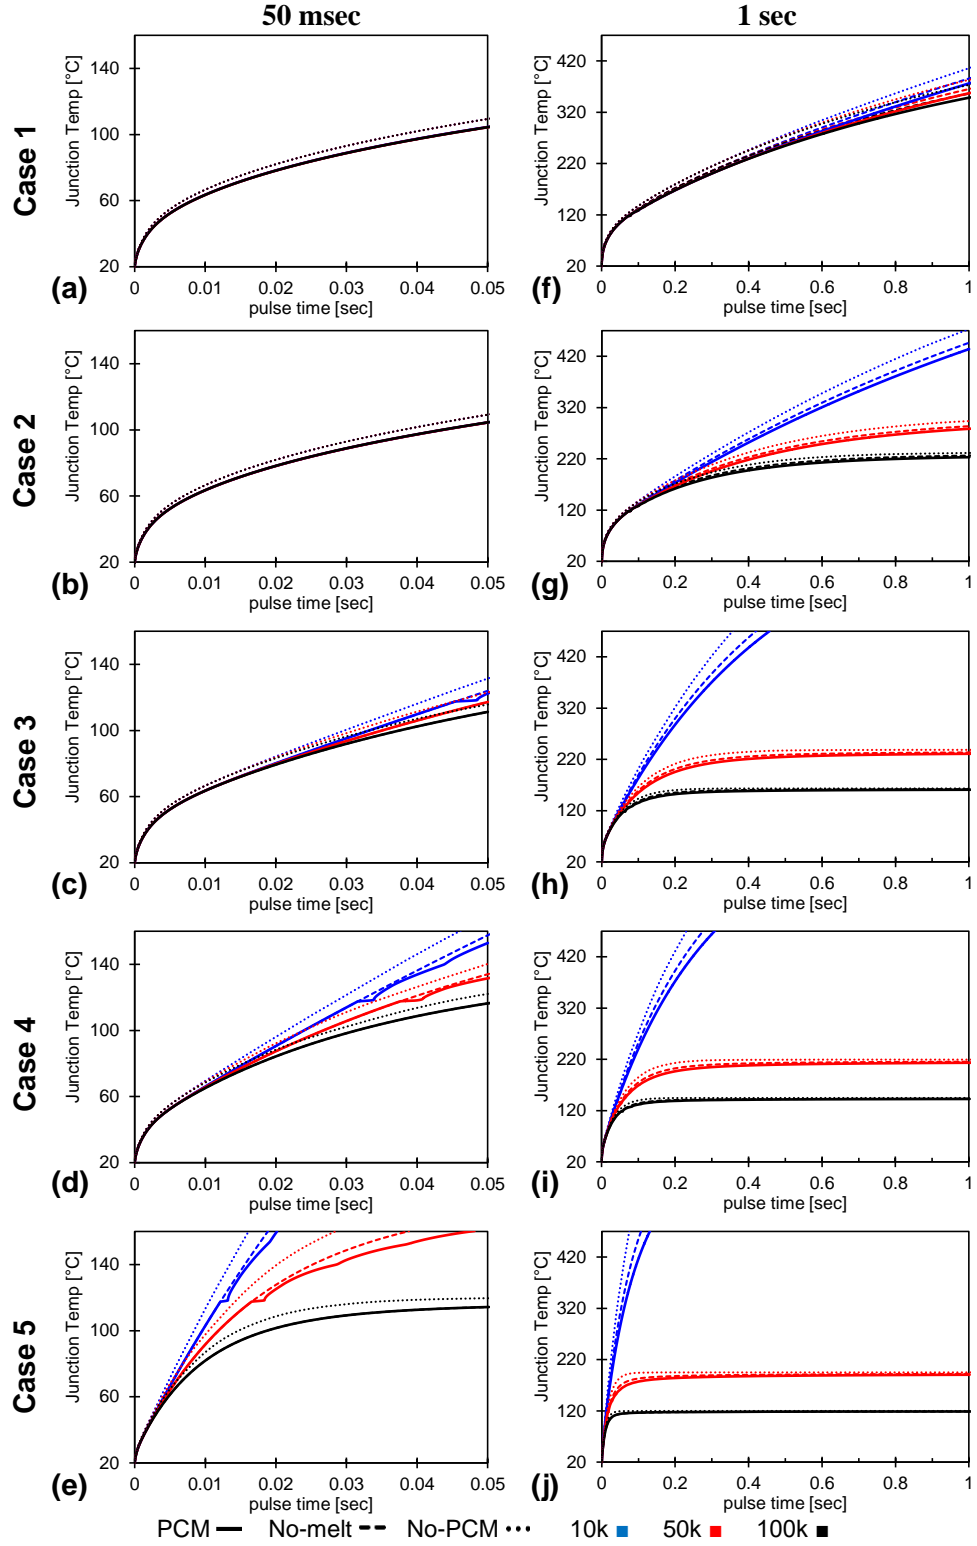 50 msec
1 sec
Case 1
Junction Temp [°C]
140
100
60
20
0 0.01 0.02 0.03 0.04 0.05
pulse time [sec]
(a)
Junction Temp [°C]
420
320
220
120
20
0 0.2 0.4 0.6 0.8 1
pulse time [sec]
(f)
Case 2
Junction Temp [°C]
140
100
60
20
0 0.01 0.02 0.03 0.04 0.05
pulse time [sec]
(b)
Junction Temp [°C]
420
320
220
120
20
0 0.2 0.4 0.6 0.8 1
pulse time [sec]
(g)
Case 3
Junction Temp [°C]
140
100
60
20
0 0.01 0.02 0.03 0.04 0.05
pulse time [sec]
(c)
Junction Temp [°C]
420
320
220
120
20
0 0.2 0.4 0.6 0.8 1
pulse time [sec]
(h)
Case 4
Junction Temp [°C]
140
100
60
20
0 0.01 0.02 0.03 0.04 0.05
pulse time [sec]
(d)
Junction Temp [°C]
420
320
220
120
20
0 0.2 0.4 0.6 0.8 1
pulse time [sec]
(i)
Case 5
Junction Temp [°C]
140
100
60
20
0 0.01 0.02 0.03 0.04 0.05
pulse time [sec]
(e)
Junction Temp [°C]
420
320
220
120
20
0 0.2 0.4 0.6 0.8 1
pulse time [sec]
(j)
PCM No-melt No-PCM 10k 50k 100k